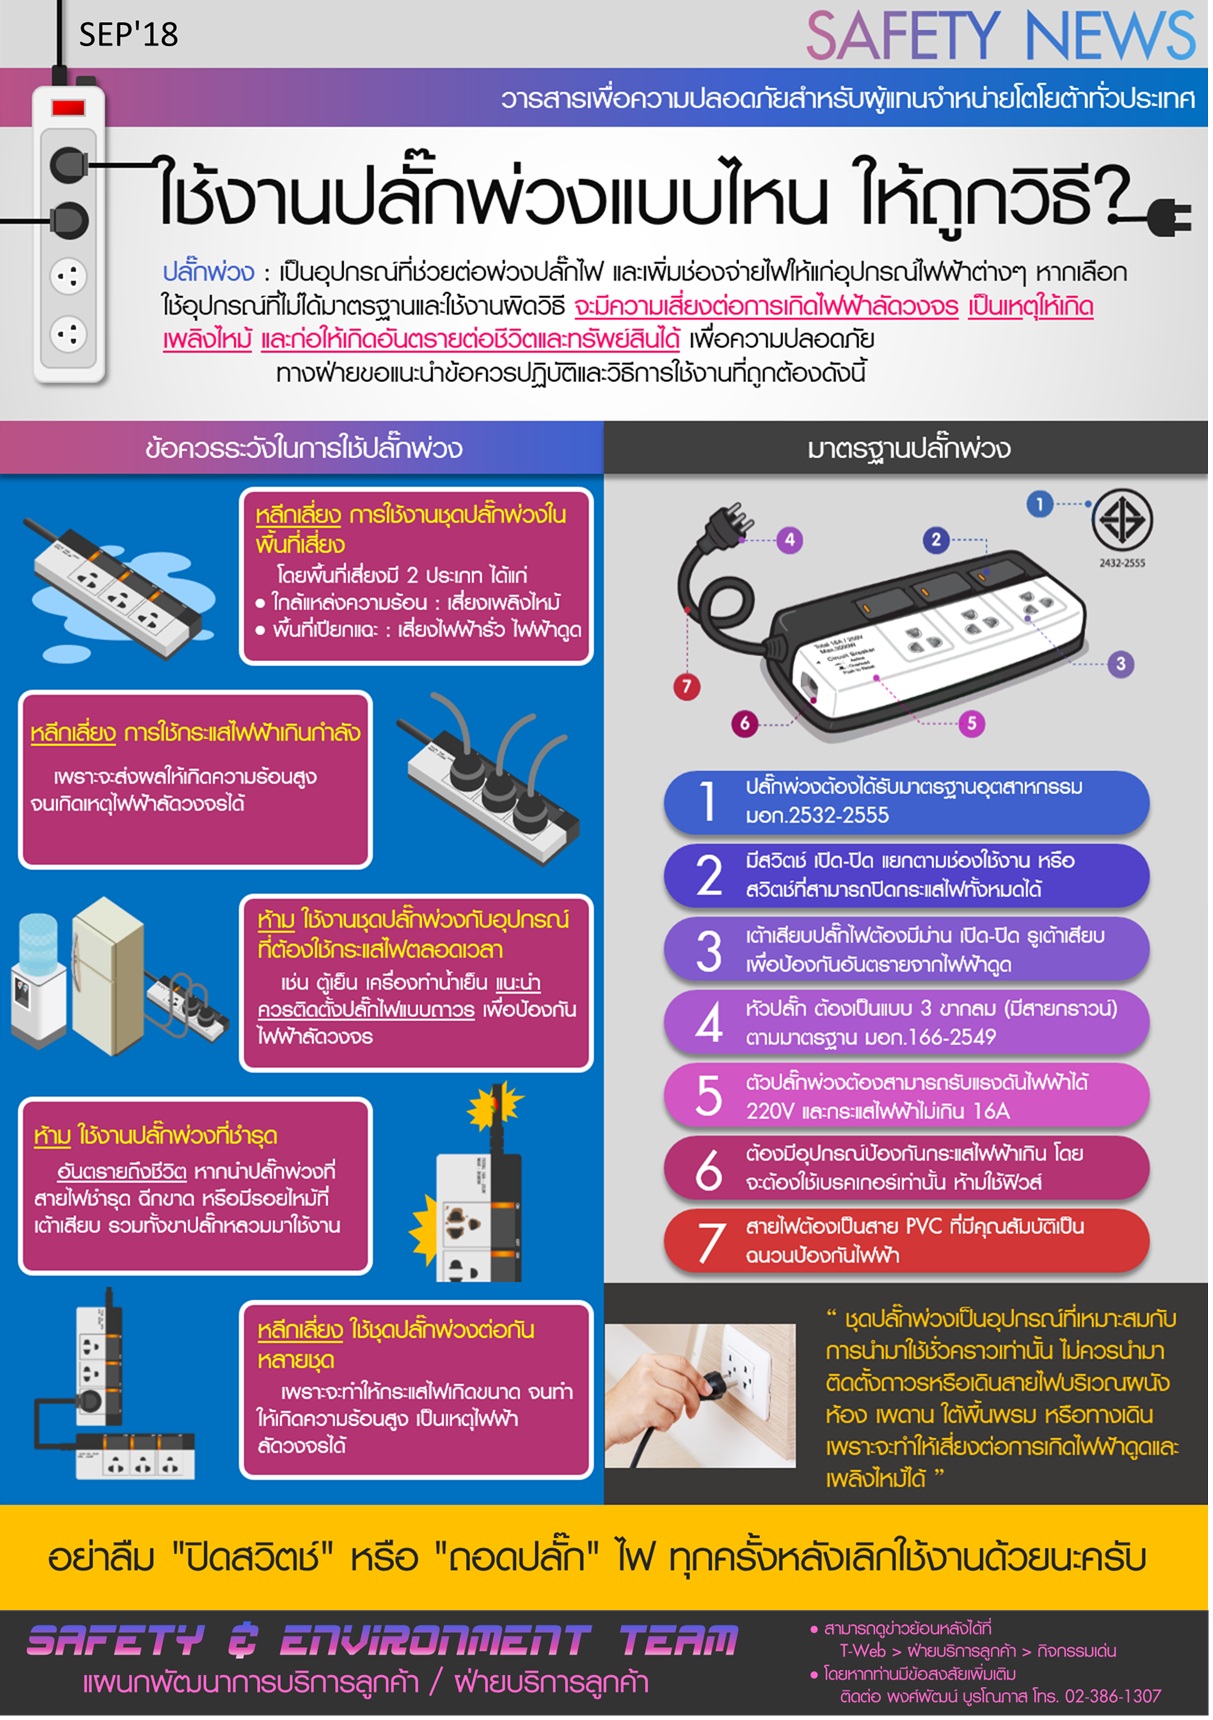 SEP'18
SAFETY NEWS
วารสารเพื่อความปลอดภัยสำหรับผู้แทนจำหน่ายโตโยต้าทั่วประเทศ
ใช้งานปลั๊กพ่วงแบบไหน ให้ถูกวิธี?
ปลั๊กพ่วง : เป็นอุปกรณ์ที่ช่วยต่อพ่วงปลั๊กไฟ และเพิ่มช่องจ่ายไฟให้แก่อุปกรณ์ไฟฟ้าต่างๆ หากเลือก
ใช้อุปกรณ์ที่ไม่ได้มาตรฐานและใช้งานผิดวิธี จะมีความเสี่ยงต่อการเกิดไฟฟ้าลัดวงจร เป็นเหตุให้เกิด
เพลิงไหม้ และก่อให้เกิดอันตรายต่อชีวิตและทรัพย์สินได้ เพื่อความปลอดภัย
ทางฝ่ายขอแนะนำข้อควรปฏิบัติและวิธีการใช้งานที่ถูกต้องดังนี้
ข้อควรระวังในการใช้ปลั๊กพ่วง
หลีกเลี่ยง การใช้งานชุดปลั๊กพ่วงใน
พื้นที่เสี่ยง
โดยพื้นที่เสี่ยงมี 2 ประเภท ได้แก่
● ใกล้แหล่งความร้อน : เสี่ยงเพลิงไหม้
● พื้นที่เปียกแฉะ : เสี่ยงไฟฟ้ารั่ว ไฟฟ้าดูด
หลีกเลี่ยง การใช้กระแสไฟฟ้าเกินกำลัง
เพราะจะส่งผลให้เกิดความร้อนสูง
จนเกิดเหตุไฟฟ้าลัดวงจรได้
ห้าม ใช้งานชุดปลั๊กพ่วงกับอุปกรณ์
ที่ต้องใช้กระแสไฟตลอดเวลา
เช่น ตู้เย็น เครื่องทำน้ำเย็น แนะนำ
ควรติดตั้งปลั๊กไฟแบบถาวร เพื่อป้องกัน
ไฟฟ้าลัดวงจร
ห้าม ใช้งานปลั๊กพ่วงที่ชำรุด
อันตรายถึงชีวิต หากนำปลั๊กพ่วงที่
สายไฟชำรุด ฉีกขาด หรือมีรอยไหม้ที่
เต้าเสียบ รวมทั้งขาปลั๊กหลวมมาใช้งาน
หลีกเลี่ยง ใช้ชุดปลั๊กพ่วงต่อกัน
หลายชุด
เพราะจะทำให้กระแสไฟเกิดขนาด จนทำ
ให้เกิดความร้อนสูง เป็นเหตุไฟฟ้า
ลัดวงจรได้
มาตรฐานปลั๊กพ่วง
1
2432-2555
2
4
3
7
6
5
Total 16A / 250V
Max.3500W
Circuit Breaker
1 ปลั๊กพ่วงต้องได้รับมาตรฐานอุตสาหกรรม
มอก.2532-2555
2 มีสวิตช์ เปิด-ปิด แยกตามช่องใช้งาน หรือ
สวิตช์ที่สามารถปิดกระแสไฟทั้งหมดได้
3 เต้าเสียบปลั๊กไฟต้องมีม่าน เปิด-ปิด รูเต้าเสียบ
เพื่อป้องกันอันตรายจากไฟฟ้าดูด
4 หัวปลั๊ก ต้องเป็นแบบ 3 ขากลม (มีสายกราวน์)
ตามมาตรฐาน มอก.166-2549
5 ตัวปลั๊กพ่วงต้องสามารถรับแรงดันไฟฟ้าได้
220V และกระแสไฟฟ้าไม่เกิน 16A
6 ต้องมีอุปกรณ์ป้องกันกระแสไฟฟ้าเกิน โดย
จะต้องใช้เบรคเกอร์เท่านั้น ห้ามใช้ฟิวส์
7 สายไฟต้องเป็นสาย PVC ที่มีคุณสัมบัติเป็น
ฉนวนป้องกันไฟฟ้า
“ ชุดปลั๊กพ่วงเป็นอุปกรณ์ที่เหมาะสมกับ
การนำมาใช้ชั่วคราวเท่านั้น ไม่ควรนำมา
ติดตั้งถาวรหรือเดินสายไฟบริเวณผนัง
ห้อง เพดาน ใต้พื้นพรม หรือทางเดิน
เพราะจะทำให้เสี่ยงต่อการเกิดไฟฟ้าดูดและ
เพลิงไหม้ได้ ”
อย่าลืม "ปิดสวิตช์" หรือ "ถอดปลั๊ก" ไฟ ทุกครั้งหลังเลิกใช้งานด้วยนะครับ
SAFETY & ENVIRONMENT TEAM
แผนกพัฒนาการบริการลูกค้า / ฝ่ายบริการลูกค้า
● สามารถดูข่าวย้อนหลังได้ที่
T-Web > ฝ่ายบริการลูกค้า > กิจกรรมเด่น
● โดยหากท่านมีข้อสงสัยเพิ่มเติม
ติดต่อ พงศ์พัฒน์ บูรโณภาส โทร. 02-386-1307